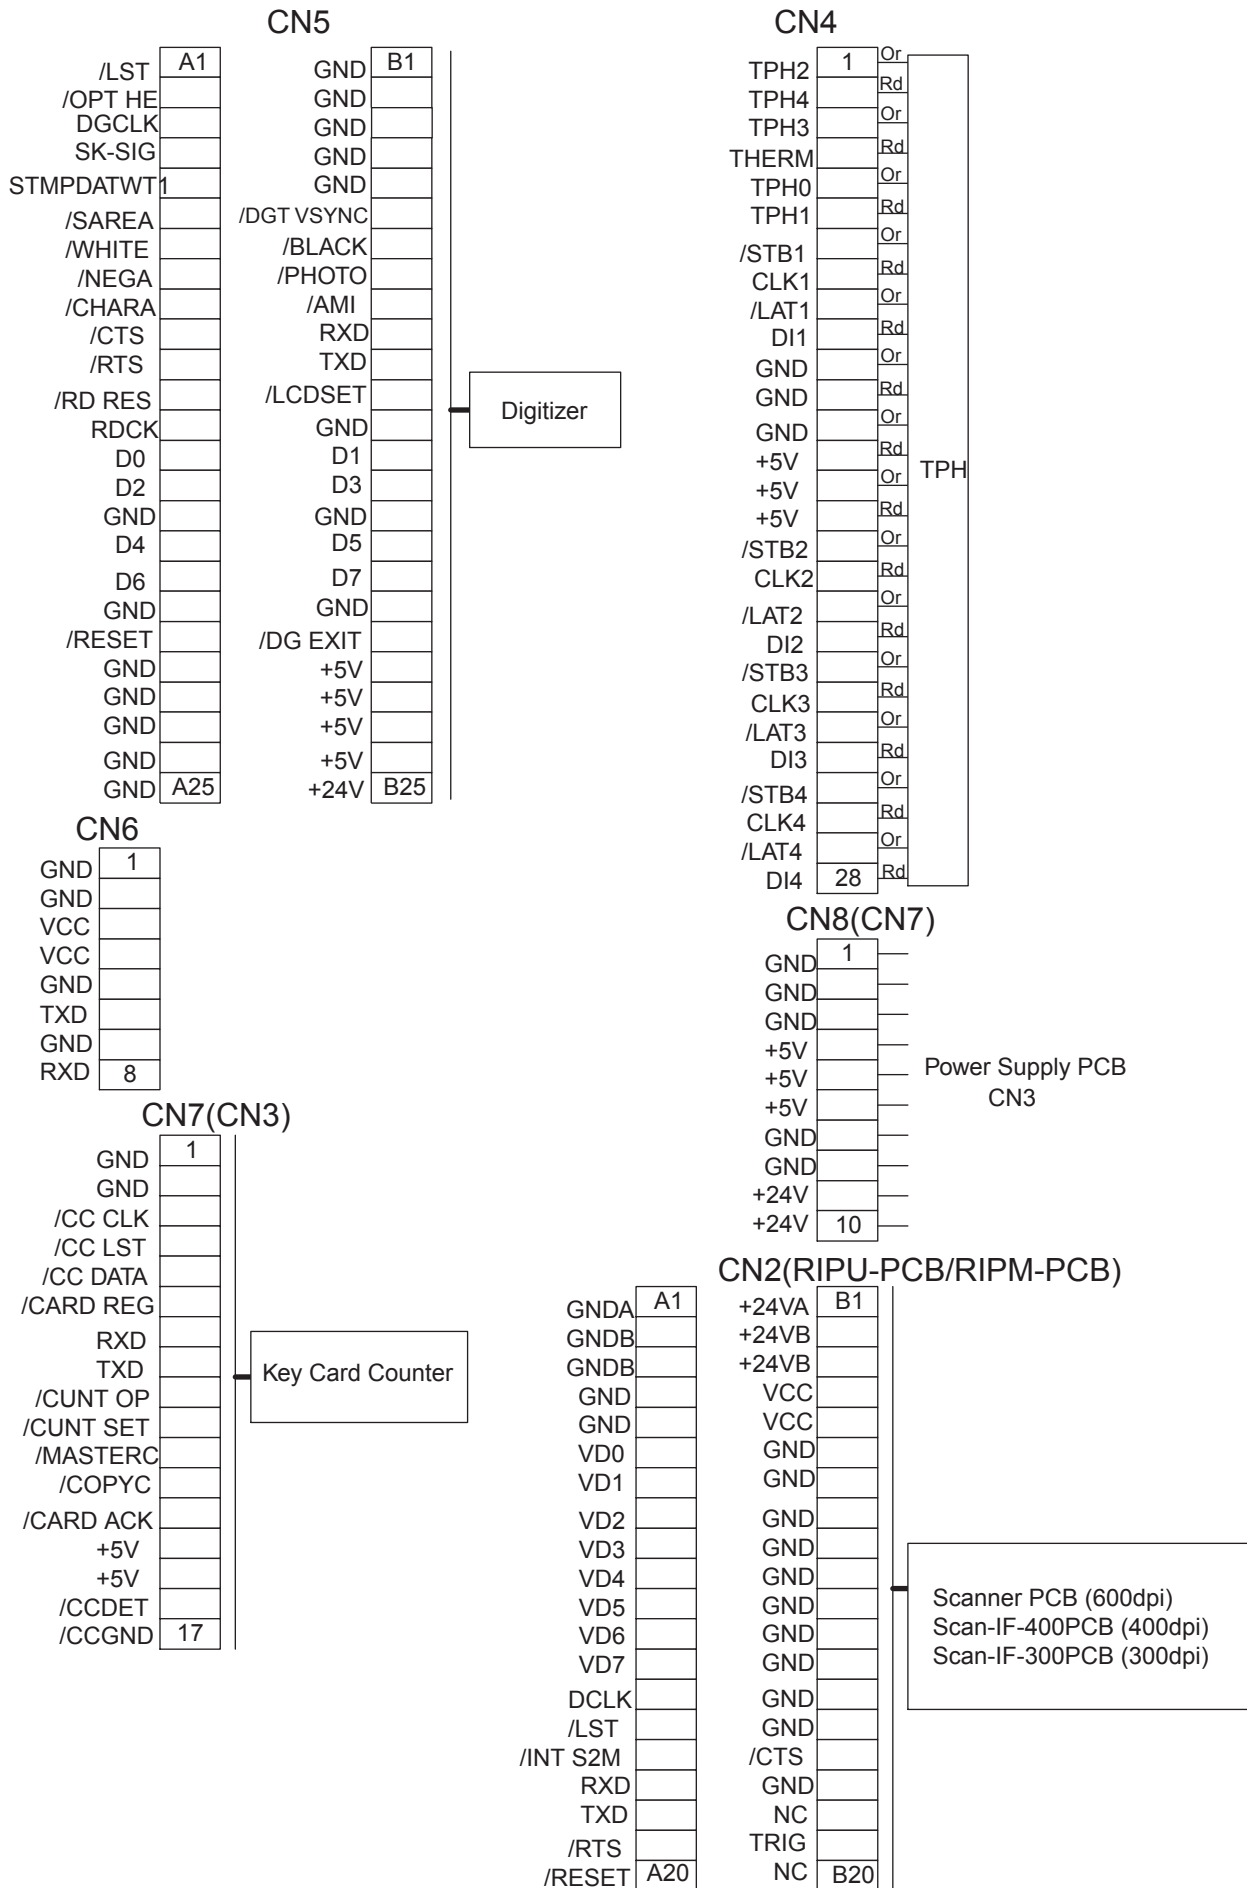 CN5
A1
/LST
/OPT HE
DGCLK
SK-SIG
STMPDATWT1
/SAREA
/WHITE
/NEGA
/CHARA
/CTS
/RTS
/RD RES
RDCK
D0
D2
GND
D4
D6
GND
/RESET
GND
GND
GND
GND
GND
A25
B1
GND
GND
GND
GND
GND
/DGT VSYNC
/BLACK
/PHOTO
/AMI
RXD
TXD
/LCDSET
GND
D1
D3
GND
D5
D7
GND
/DG EXIT
+5V
+5V
+5V
+5V
+24V
B25
Digitizer
CN4
1
TPH2 Or
TPH4 Rd
TPH3 Or
THERM Rd
TPH0 Or
TPH1 Rd
/STB1 Or
CLK1 Rd
/LAT1 Or
DI1 Rd
GND Or
GND Rd
GND Or
+5V Rd
+5V Or
+5V Rd
/STB2 Or
CLK2 Rd
/LAT2 Or
DI2 Rd
/STB3 Or
CLK3 Rd
/LAT3 Or
DI3 Rd
/STB4 Or
CLK4 Rd
/LAT4 Or
DI4 28 Rd
TPH
CN6
1
GND
GND
VCC
VCC
GND
TXD
GND
RXD
8
CN8(CN7)
1
GND
GND
GND
+5V
+5V
+5V
GND
GND
+24V
+24V
10
Power Supply PCB
CN3
CN7(CN3)
1
GND
GND
/CC CLK
/CC LST
/CC DATA
/CARD REG
RXD
TXD
/CUNT OP
/CUNT SET
/MASTERC
/COPYC
/CARD ACK
+5V
+5V
/CCDET
/CCGND
17
Key Card Counter
CN2(RIPU-PCB/RIPM-PCB)
A1
GNDA
GNDB
GNDB
GND
GND
VD0
VD1
VD2
VD3
VD4
VD5
VD6
VD7
DCLK
/LST
/INT S2M
RXD
TXD
/RTS
/RESET
A20
B1
+24VA
+24VB
+24VB
VCC
VCC
GND
GND
GND
GND
GND
GND
GND
GND
GND
GND
/CTS
GND
NC
TRIG
NC
B20
Scanner PCB (600dpi)
Scan-IF-400PCB (400dpi)
Scan-IF-300PCB (300dpi)